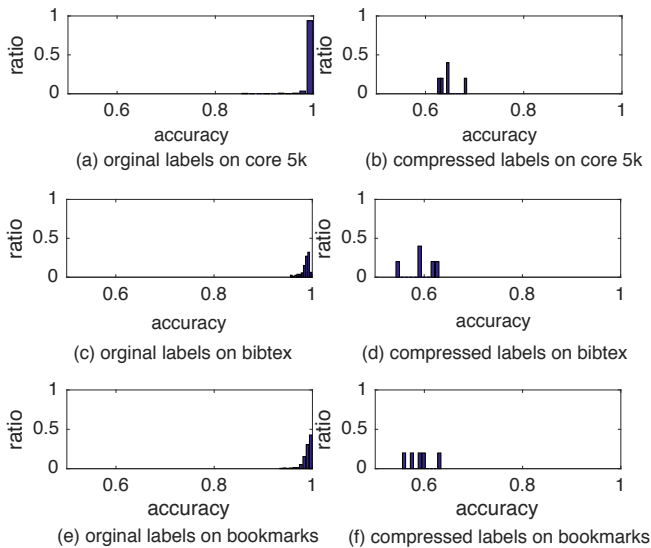 1
0.5
0
ratio
0.6 0.8 1
accuracy
(a) orginal labels on core 5k
1
0.5
0
ratio
0.6 0.8 1
accuracy
(b) compressed labels on core 5k
1
0.5
0
ratio
0.6 0.8 1
accuracy
(c) orginal labels on bibtex
1
0.5
0
ratio
0.6 0.8 1
accuracy
(d) compressed labels on bibtex
1
0.5
0
ratio
0.6 0.8 1
accuracy
(e) orginal labels on bookmarks
1
0.5
0
ratio
0.6 0.8 1
accuracy
(f) compressed labels on bookmarks